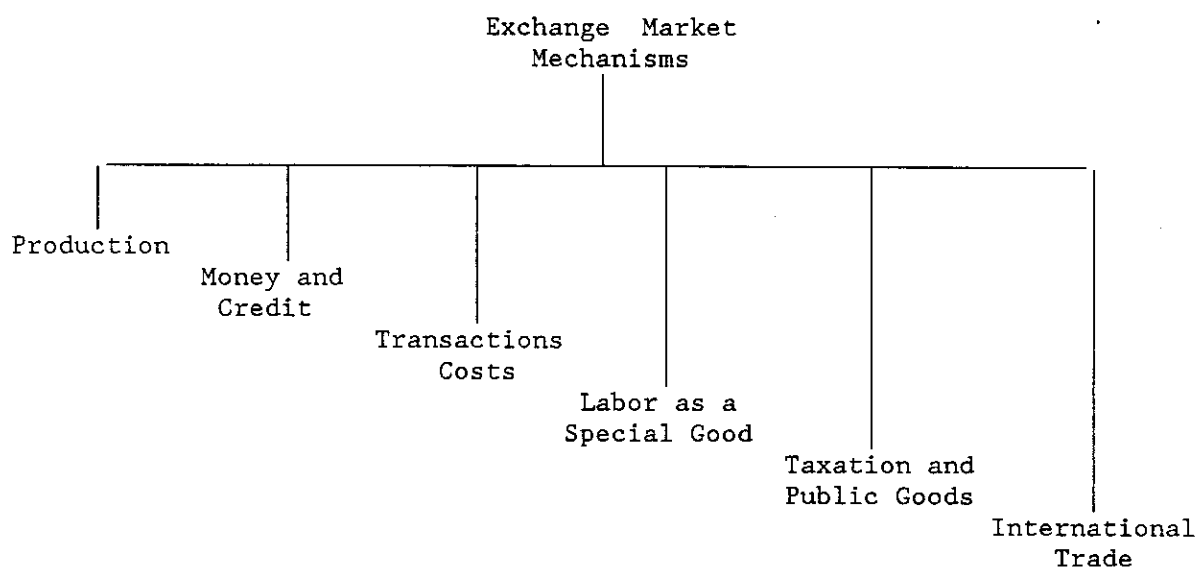 Exchange Market
Mechanisms
Production
Money and
Credit
Transactions
Costs
Labor as a
Special Good
Taxation and
Public Goods
International
Trade